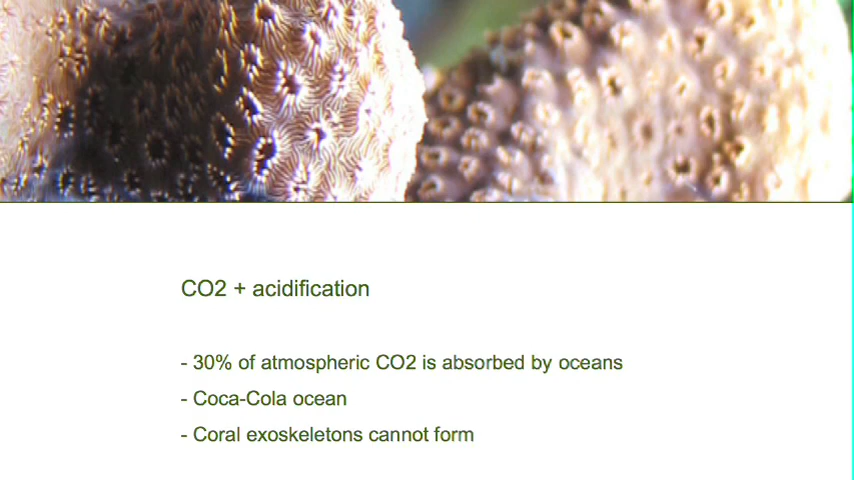 CO2 + acidification
- 30% of atmospheric CO2 is absorbed by oceans
- Coca-Cola ocean
- Coral exoskeletons cannot form